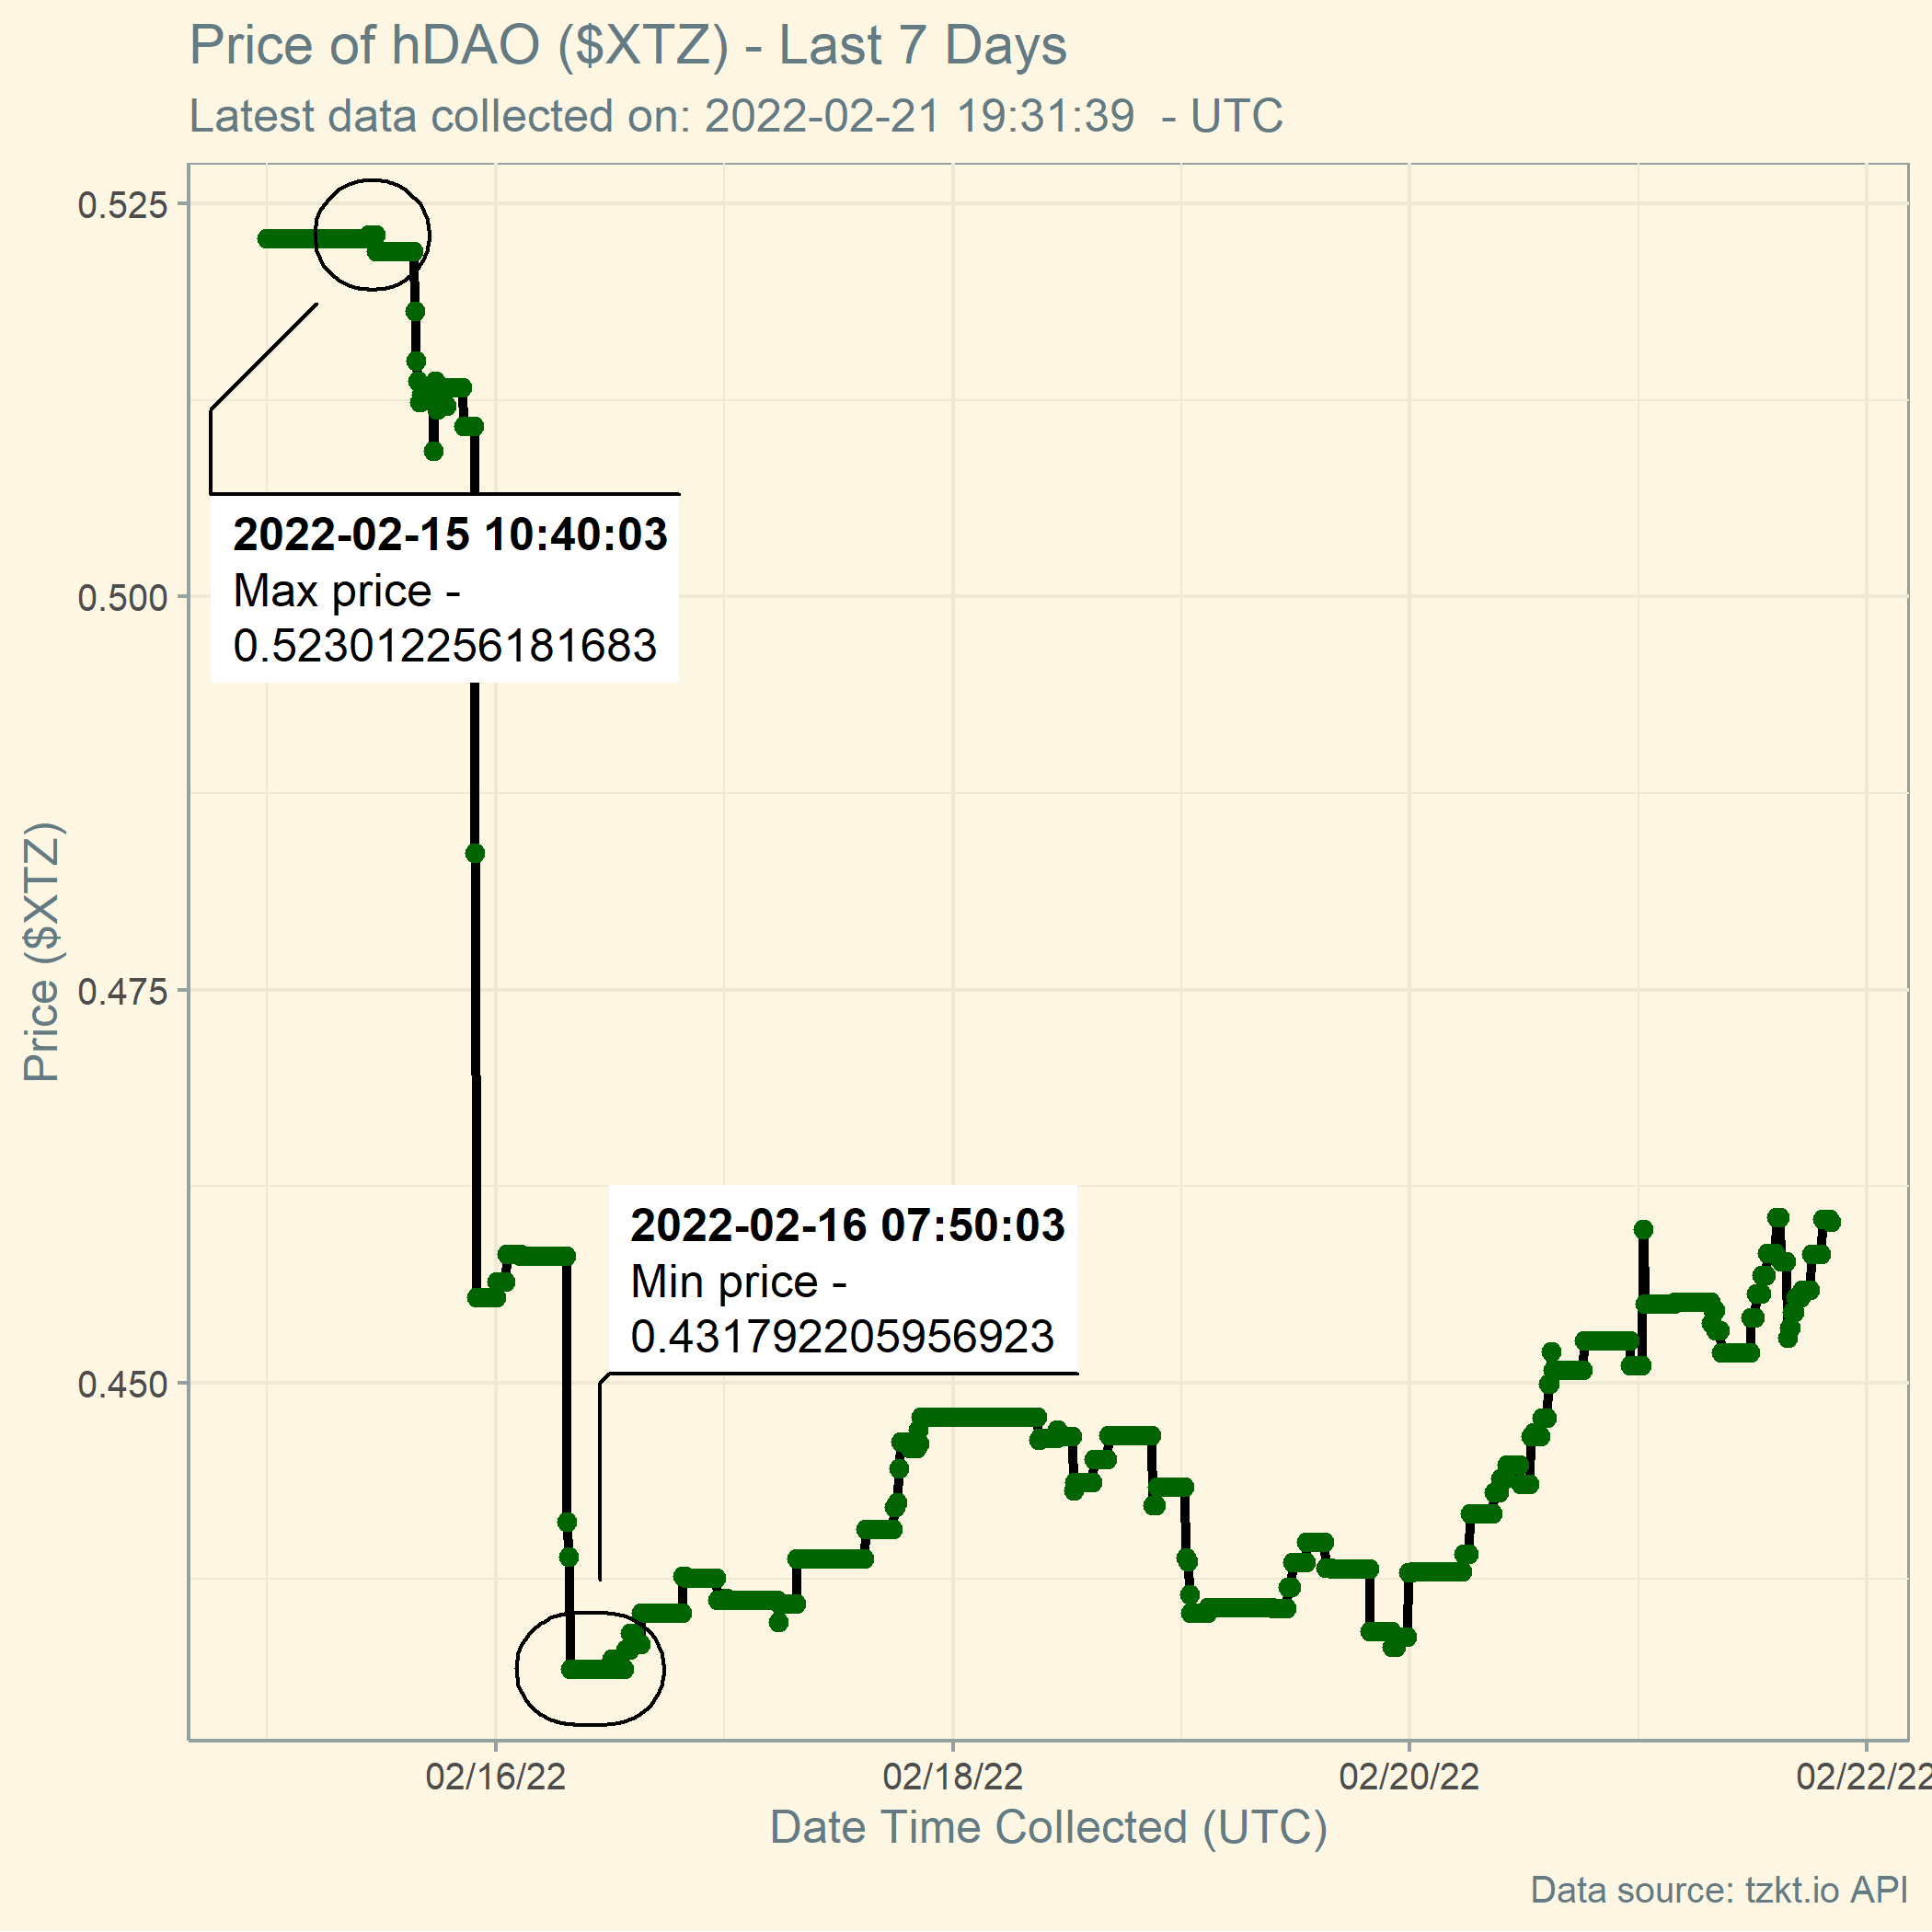 Price of hDAO ($XTZ) - Last 7 Days
Latest data collected on: 2022-02-21 19:31:39 - UTC
0.525
0.500
0.475
0.450
Price ($XTZ)
2022-02-15 10:40:03
Max price -
0.523012256181683
2022-02-16 07:50:03
Min price -
0.431792205956923
02/16/22
02/18/22
02/20/22
02/22/22
Date Time Collected (UTC)
Data source: tzkt.io API